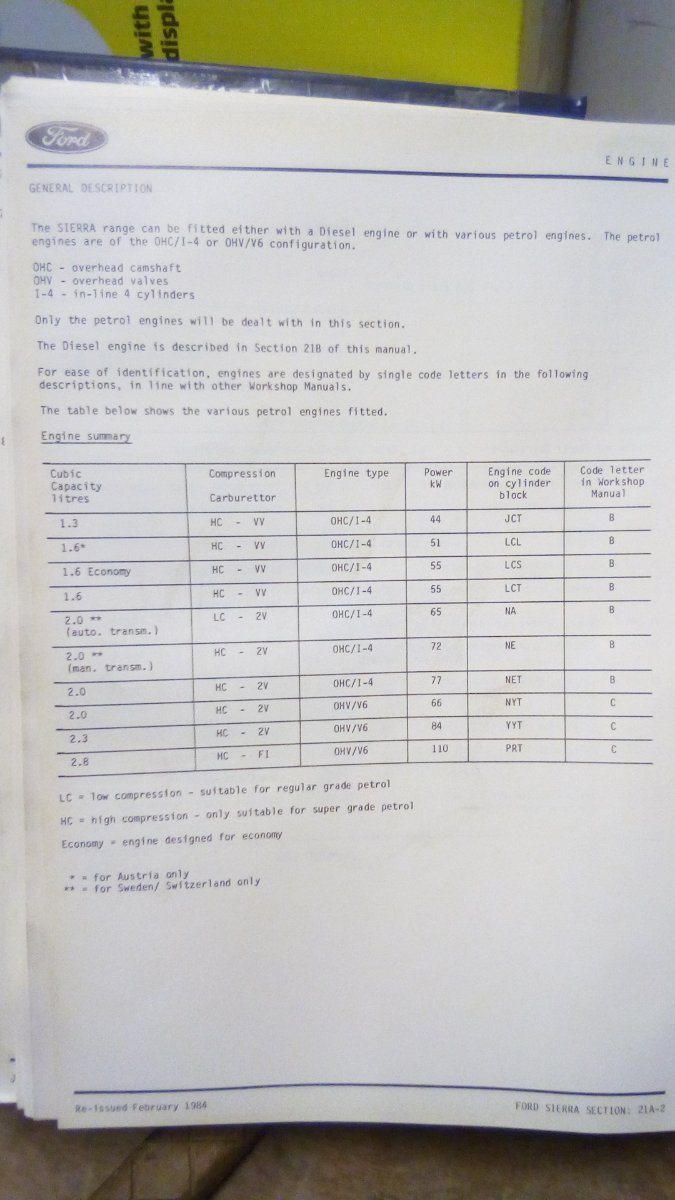 with
displ
Ford
ENGINE
GENERAL DESCRIPTION
The SIERRA range can be fitted either with a Diesel engine or with various petrol engines. The petrol
engines are of the OHC/I-4 or OHV/V6 configuration.
OHC - overhead camshaft
OHV - overhead valves
I-4 - in-line 4 cylinders
Only the petrol engines will be dealt with in this section.
The Diesel engine is described in Section 21B of this manual.
For ease of identification, engines are designated by single code letters in the following
descriptions, in line with other Workshop Manuals.
The table below shows the various petrol engines fitted.
Engine summary
Cubic Capacity litres | Compression Carburettor | Engine type | Power kW | Engine code on cylinder block | Code letter in Workshop Manual
1.3 | HC - VV | OHC/I-4 | 44 | JCT | B
1.6* | HC - VV | OHC/I-4 | 51 | LCL | B
1.6 Economy | HC - VV | OHC/I-4 | 55 | LCS | B
1.6 | HC - VV | OHC/I-4 | 55 | LCT | B
2.0 ** (auto. transm.) | LC - 2V | OHC/I-4 | 65 | NA | B
2.0 ** (man. transm.) | HC - 2V | OHC/I-4 | 72 | NE | B
2.0 | HC - 2V | OHC/I-4 | 77 | NET | B
2.0 | HC - 2V | OHV/V6 | 66 | NYT | C
2.3 | HC - 2V | OHV/V6 | 84 | YYT | C
2.8 | HC - FI | OHV/V6 | 110 | PRT | C
LC = low compression - suitable for regular grade petrol
HC = high compression - only suitable for super grade petrol
Economy = engine designed for economy
* = for Austria only
** = for Sweden/ Switzerland only
Re-issued February 1984
FORD SIERRA SECTION: 21A-2